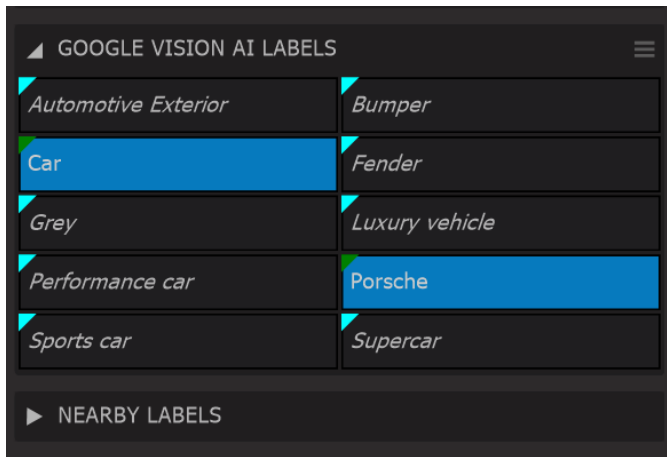 GOOGLE VISION AI LABELS
Automotive Exterior
Bumper
Car
Fender
Grey
Luxury vehicle
Performance car
Porsche
Sports car
Supercar
NEARBY LABELS